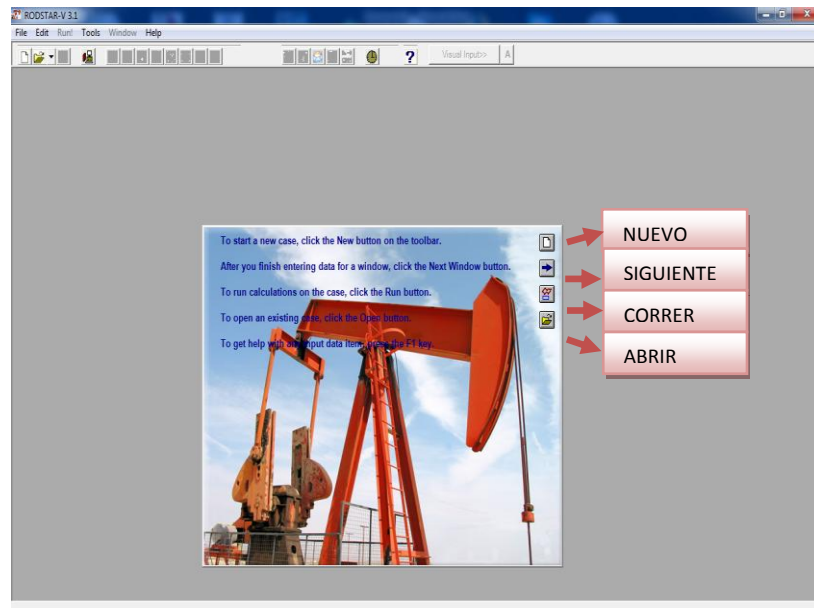 RODSTAR-V 3.1
File Edit Run! Tools Window Help
? Visual Input>> A
To start a new case, click the New button on the toolbar.
NUEVO
After you finish entering data for a window, click the Next Window button.
SIGUIENTE
To run calculations on the case, click the Run button.
CORRER
To open an existing case, click the Open button.
ABRIR
To get help with any input data item, press the F1 key.